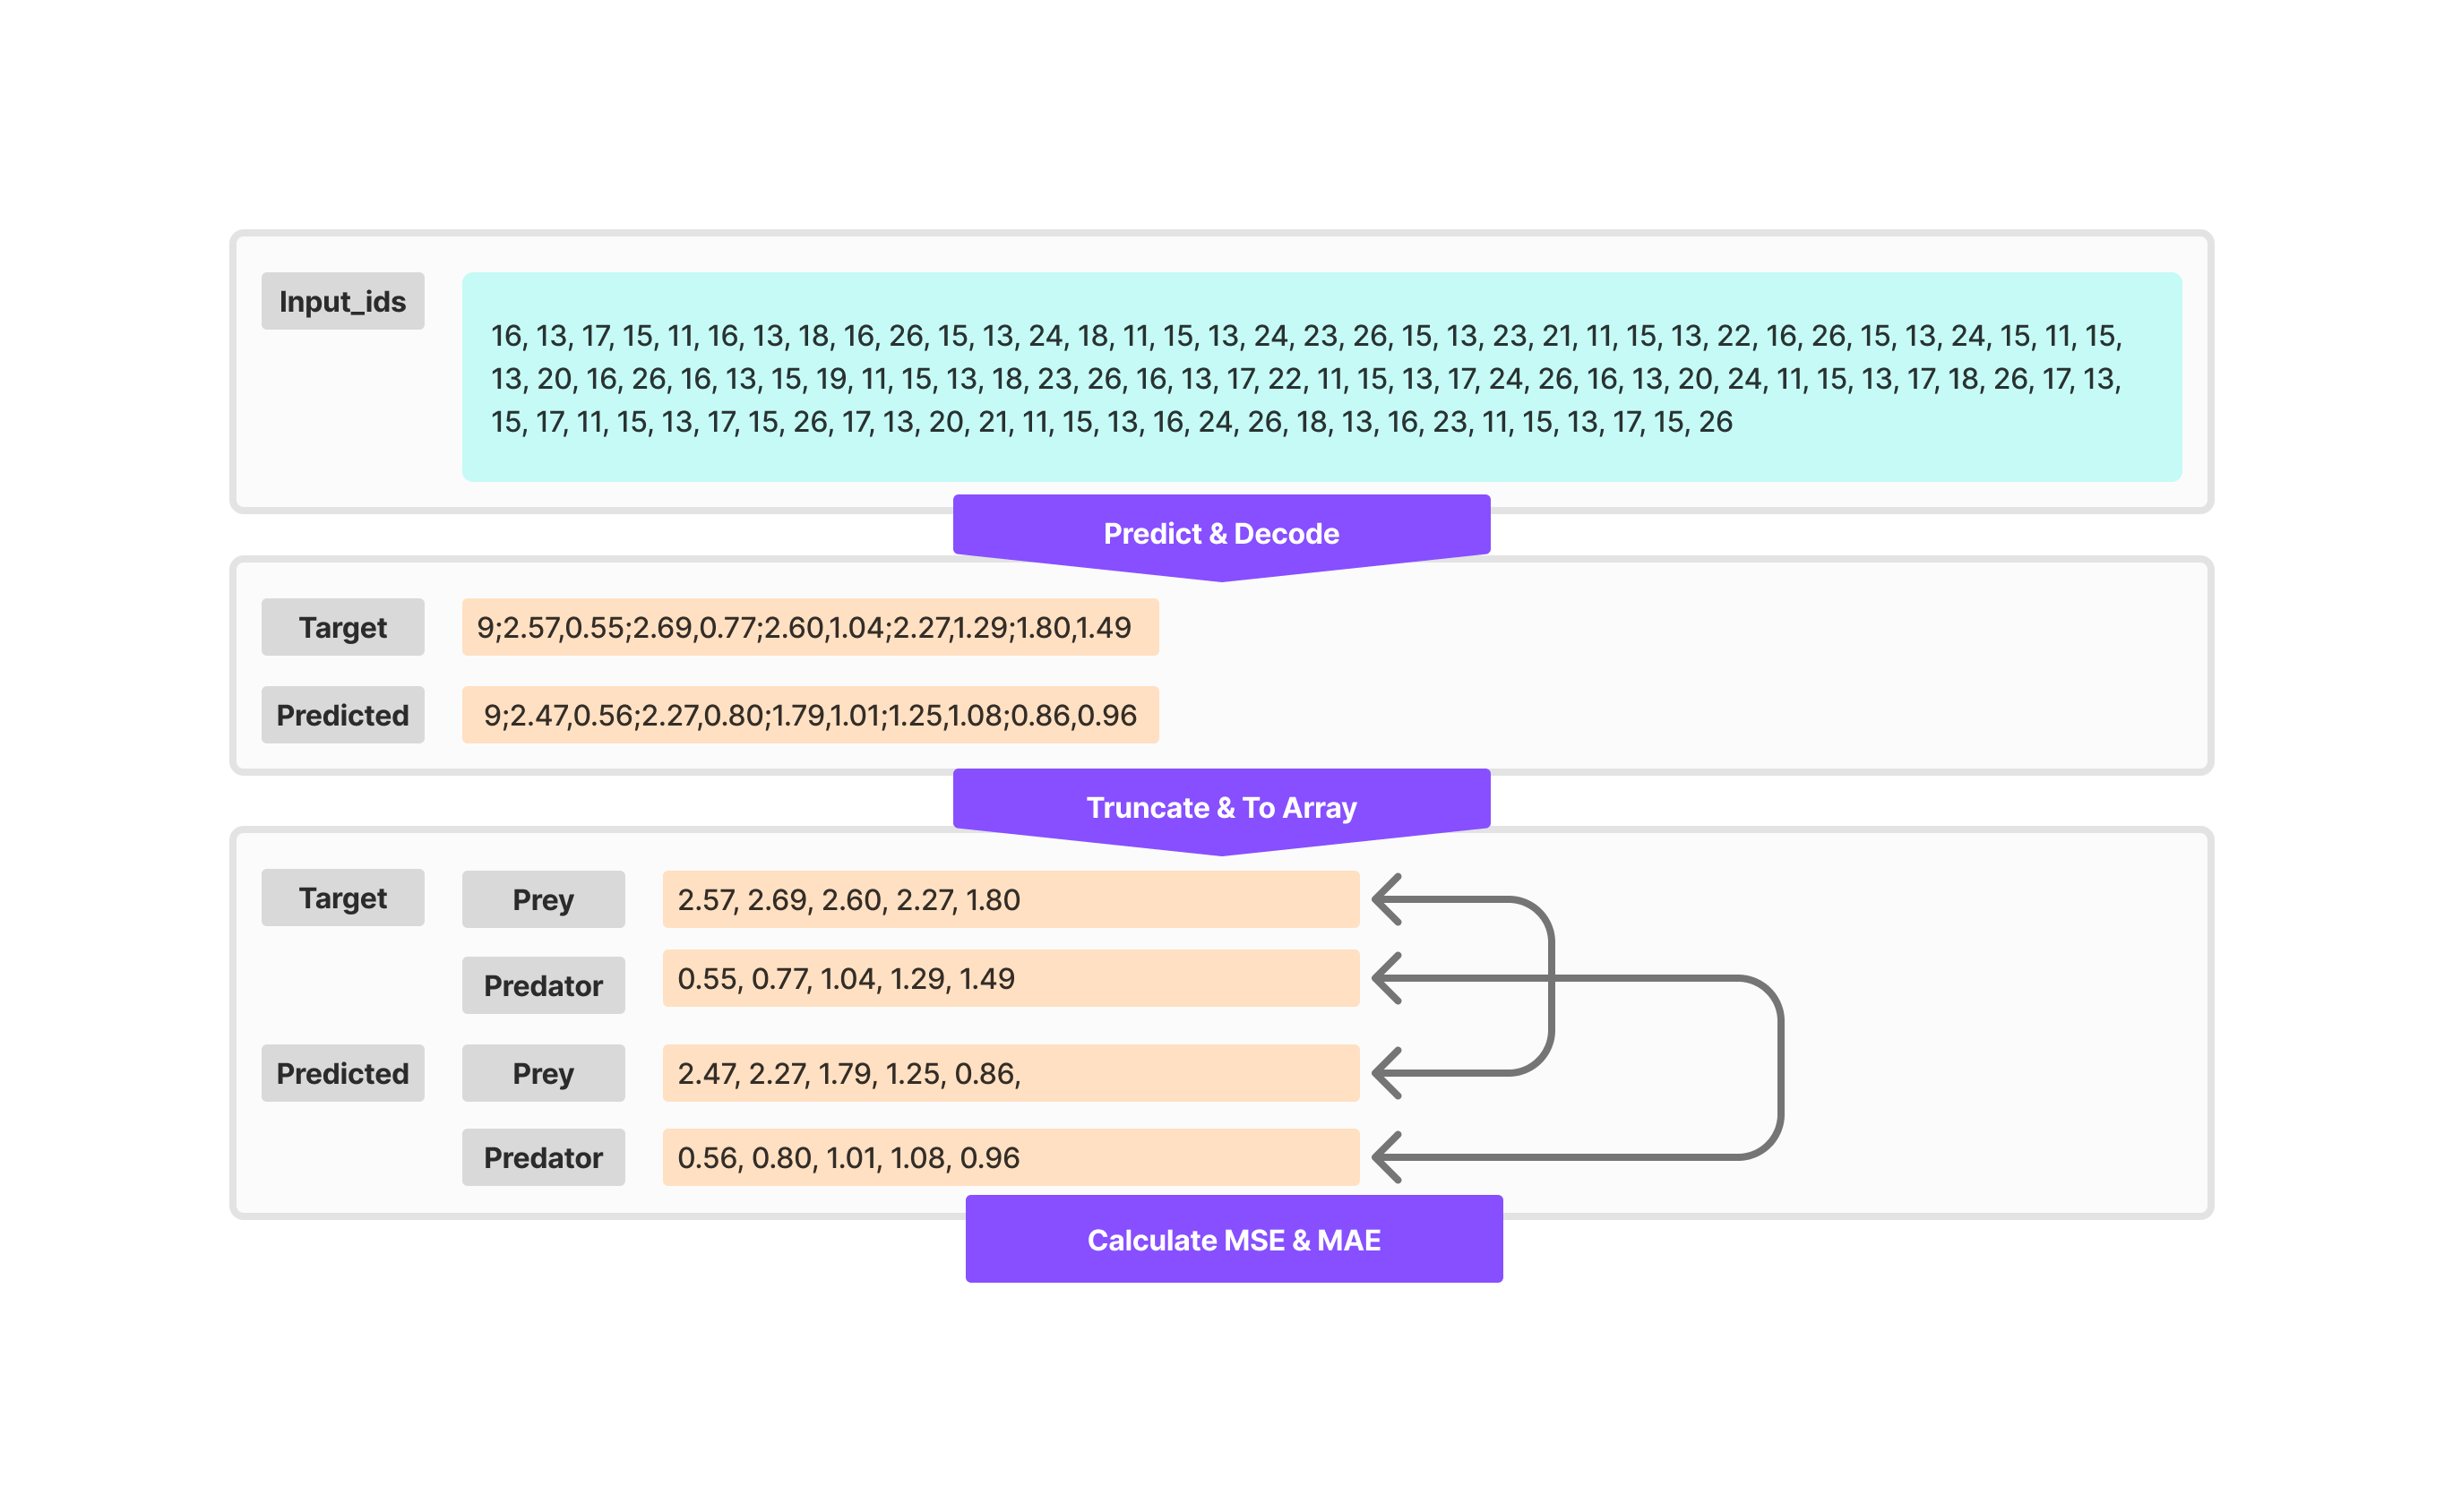 Input_ids
16, 13, 17, 15, 11, 16, 13, 18, 16, 26, 15, 13, 24, 18, 11, 15, 13, 24, 23, 26, 15, 13, 23, 21, 11, 15, 13, 22, 16, 26, 15, 13, 24, 15, 11, 15,
13, 20, 16, 26, 16, 13, 15, 19, 11, 15, 13, 18, 23, 26, 16, 13, 17, 22, 11, 15, 13, 17, 24, 26, 16, 13, 20, 24, 11, 15, 13, 17, 18, 26, 17, 13,
15, 17, 11, 15, 13, 17, 15, 26, 17, 13, 20, 21, 11, 15, 13, 16, 24, 26, 18, 13, 16, 23, 11, 15, 13, 17, 15, 26
Predict & Decode
Target
9;2.57,0.55;2.69,0.77;2.60,1.04;2.27,1.29;1.80,1.49
Predicted
9;2.47,0.56;2.27,0.80;1.79,1.01;1.25,1.08;0.86,0.96
Truncate & To Array
Target
Prey
2.57, 2.69, 2.60, 2.27, 1.80
Predator
0.55, 0.77, 1.04, 1.29, 1.49
Predicted
Prey
2.47, 2.27, 1.79, 1.25, 0.86,
Predator
0.56, 0.80, 1.01, 1.08, 0.96
Calculate MSE & MAE